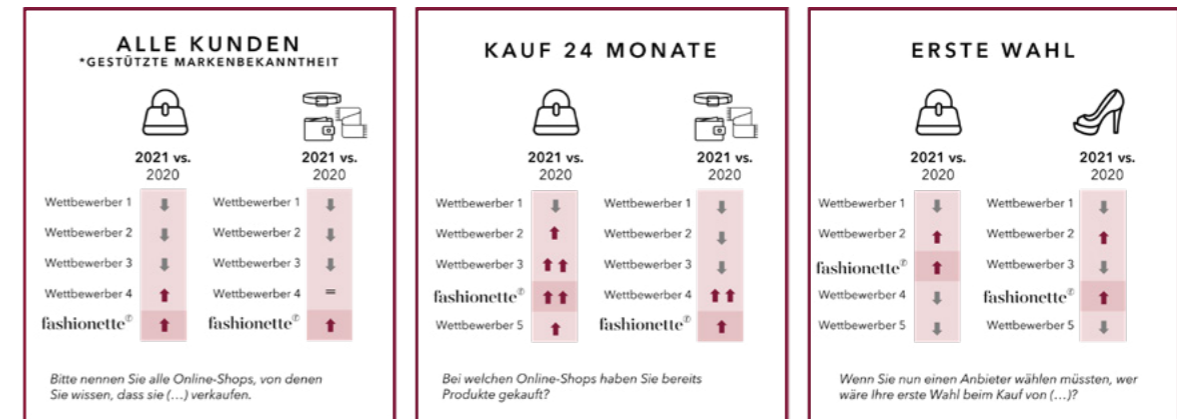 ALLE KUNDEN
*GESTÜTZTE MARKENBEKANNTHEIT
2021 vs. 2021 vs.
2020 2020
Wettbewerber 1 Wettbewerber 1
Wettbewerber 2 Wettbewerber 2
Wettbewerber 3 Wettbewerber 3
Wettbewerber 4 Wettbewerber 4 =
fashionette fashionette
Bitte nennen Sie alle Online-Shops, von denen
Sie wissen, dass sie (...) verkaufen.
KAUF 24 MONATE
2021 vs. 2021 vs.
2020 2020
Wettbewerber 1 Wettbewerber 1
Wettbewerber 2 Wettbewerber 2
Wettbewerber 3 Wettbewerber 3
fashionette Wettbewerber 4
Wettbewerber 5 fashionette
Bei welchen Online-Shops haben Sie bereits
Produkte gekauft?
ERSTE WAHL
2021 vs. 2021 vs.
2020 2020
Wettbewerber 1 Wettbewerber 1
Wettbewerber 2 Wettbewerber 2
fashionette Wettbewerber 3
Wettbewerber 4 fashionette
Wettbewerber 5 Wettbewerber 5
Wenn Sie nun einen Anbieter wählen müssten, wer
wäre Ihre erste Wahl beim Kauf von (...)?